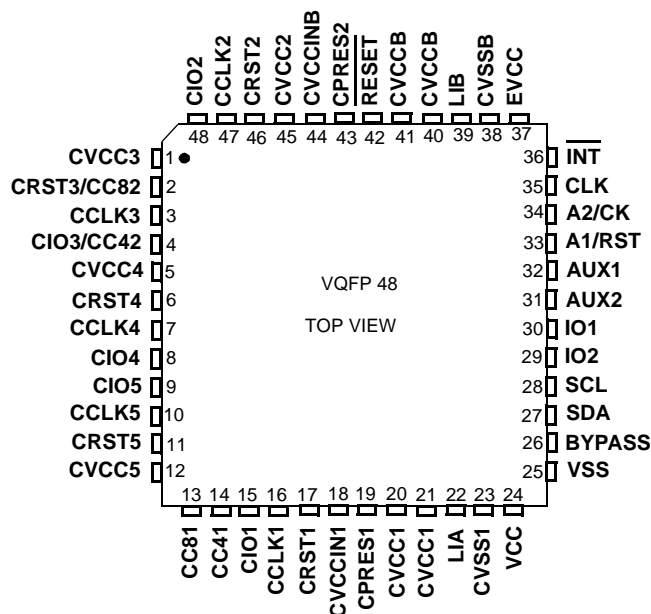 CIO2
CCLK2
CRST2
CVCC2
CVCCINB
CPRES2
RESET
CVCCB
CVCCB
LIB
CVSSB
EVCC
48 47 46 45 44 43 42 41 40 39 38 37
CVCC3 1
CRST3/CC82 2
CCLK3 3
CIO3/CC42 4
CVCC4 5
CRST4 6
CCLK4 7
CIO4 8
CIO5 9
CCLK5 10
CRST5 11
CVCC5 12
VQFP 48
TOP VIEW
36 INT
35 CLK
34 A2/CK
33 A1/RST
32 AUX1
31 AUX2
30 IO1
29 IO2
28 SCL
27 SDA
26 BYPASS
25 VSS
13 14 15 16 17 18 19 20 21 22 23 24
CC81
CC41
CIO1
CCLK1
CRST1
CVCCIN1
CPRES1
CVCC1
CVCC1
LIA
CVSS1
VCC